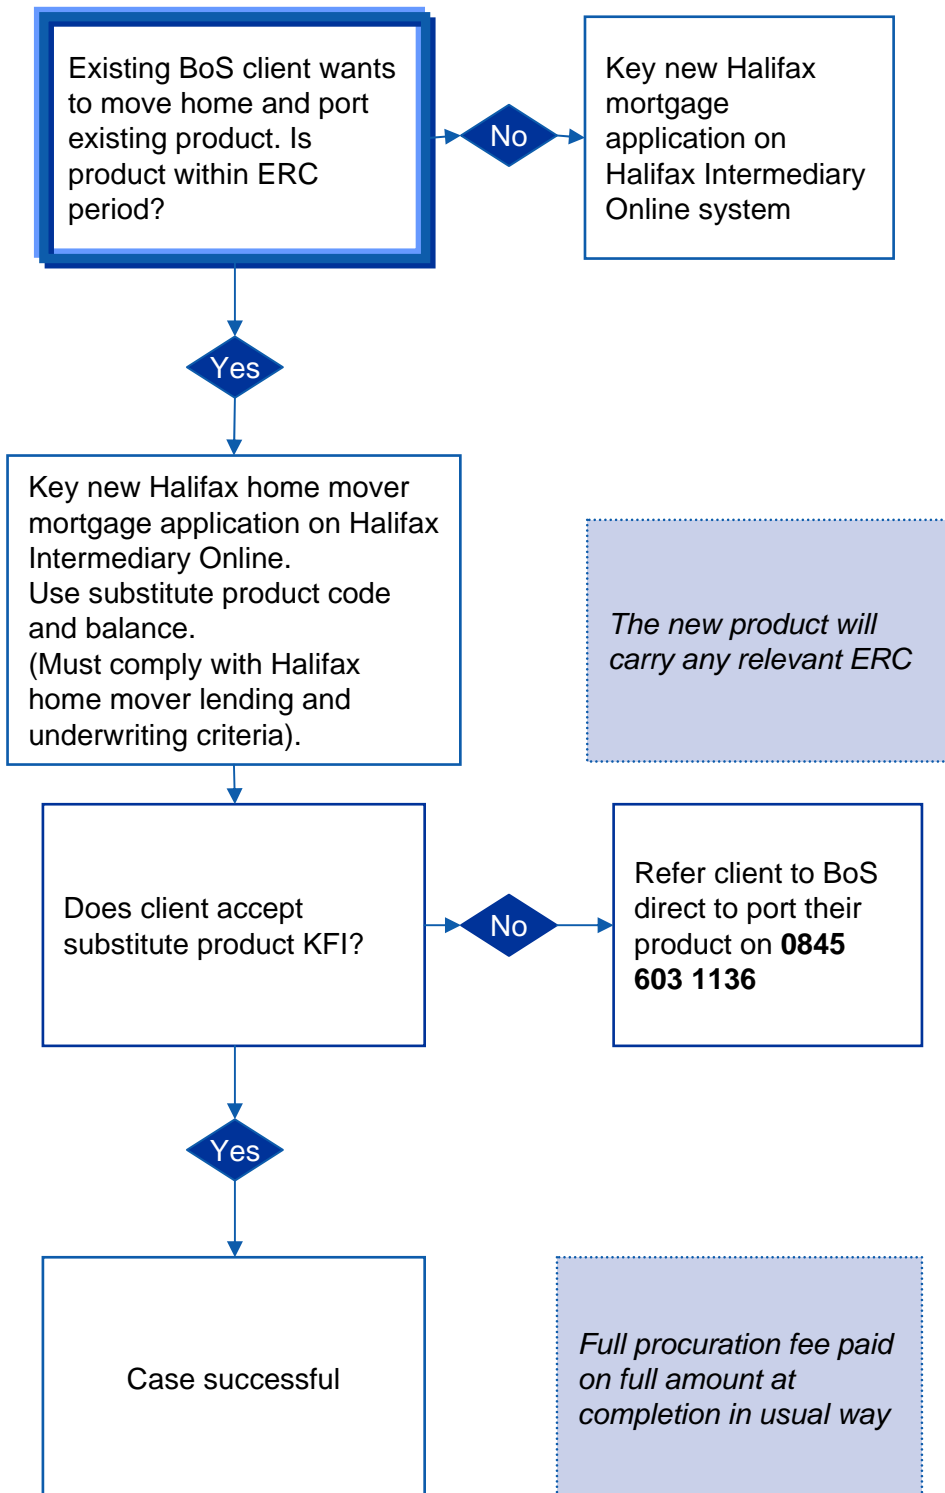 Existing BoS client wants
to move home and port
existing product. Is
product within ERC
period?
No
Key new Halifax
mortgage
application on
Halifax Intermediary
Online system
Yes
Key new Halifax home mover
mortgage application on Halifax
Intermediary Online.
Use substitute product code
and balance.
(Must comply with Halifax
home mover lending and
underwriting criteria).
The new product will
carry any relevant ERC
Does client accept
substitute product KFI?
No
Refer client to BoS
direct to port their
product on 0845
603 1136
Yes
Case successful
Full procuration fee paid
on full amount at
completion in usual way